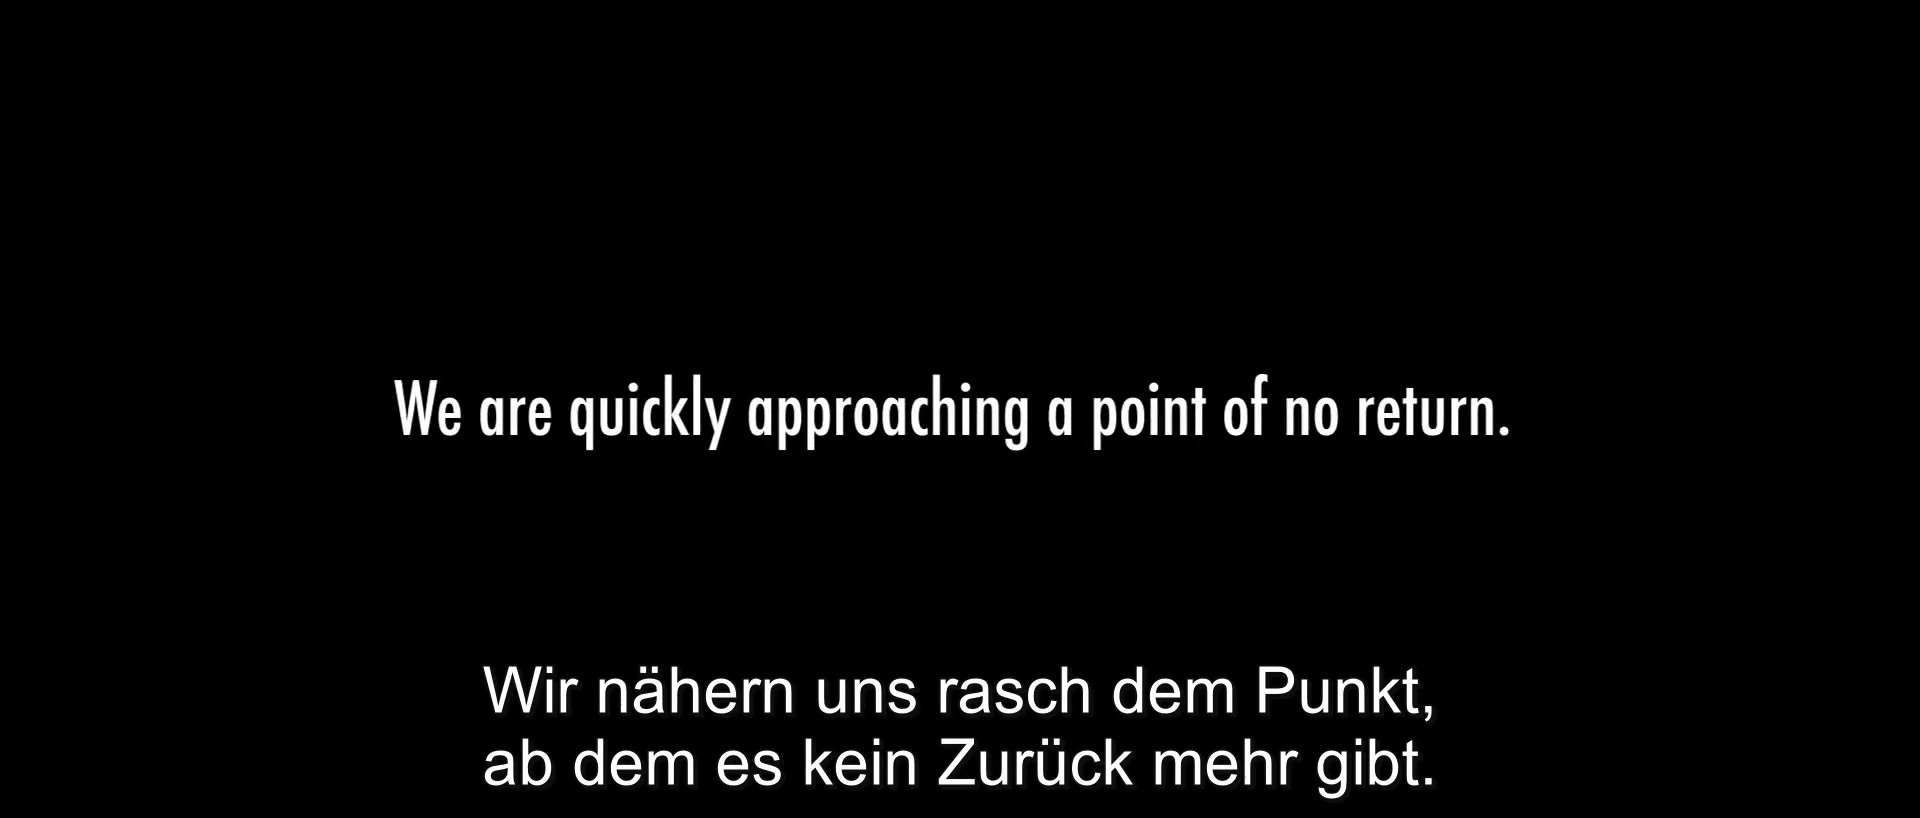 We are quickly approaching a point of no return.
Wir nähern uns rasch dem Punkt,
ab dem es kein Zurück mehr gibt.